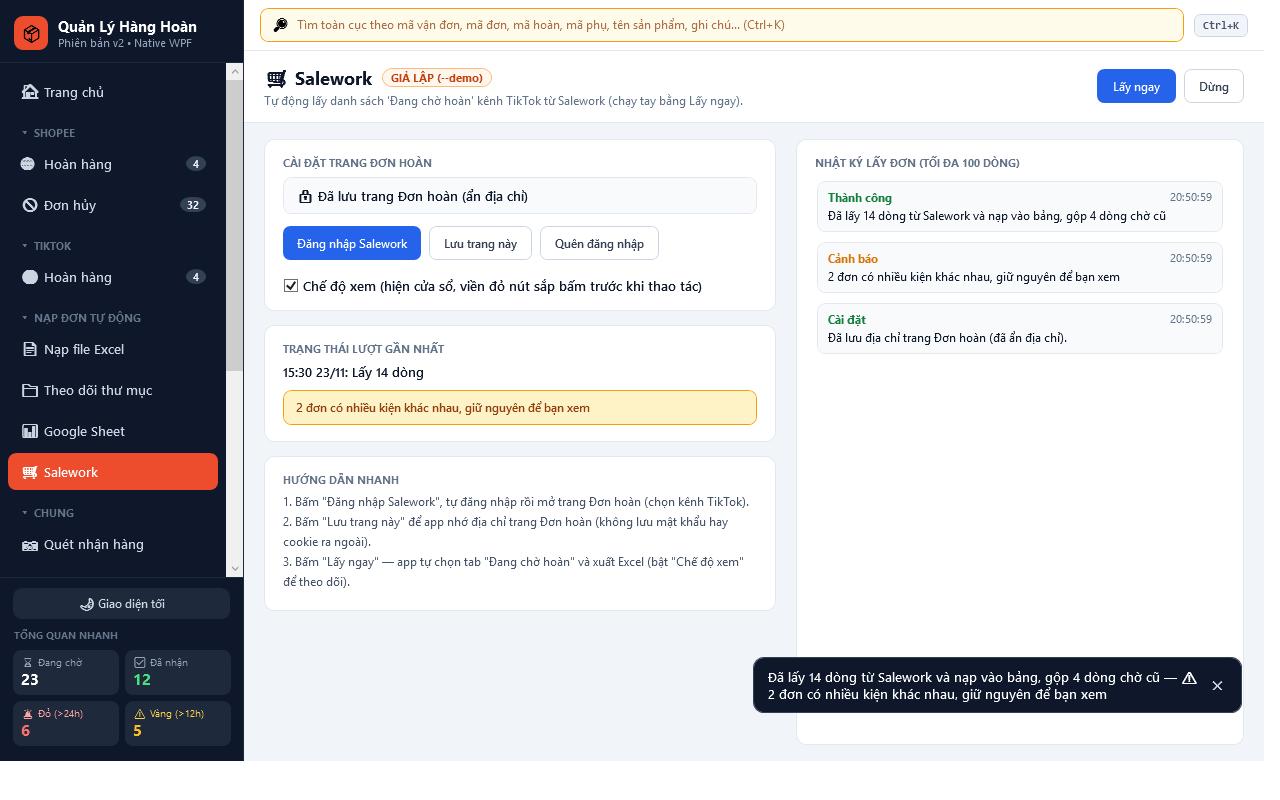 Quản Lý Hàng Hoàn
Phiên bản v2 • Native WPF
Trang chủ
SHOPEE
Hoàn hàng 4
Đơn hủy 32
TIKTOK
Hoàn hàng 4
NẠP ĐƠN TỰ ĐỘNG
Nạp file Excel
Theo dõi thư mục
Google Sheet
Salework
CHUNG
Quét nhận hàng
Giao diện tối
TỔNG QUAN NHANH
Đang chờ
23
Đã nhận
12
Đỏ (>24h)
6
Vàng (>12h)
5
Tìm toàn cục theo mã vận đơn, mã đơn, mã hoàn, mã phụ, tên sản phẩm, ghi chú... (Ctrl+K)
Ctrl+K
Salework GIẢ LẬP (--demo)
Tự động lấy danh sách 'Đang chờ hoàn' kênh TikTok từ Salework (chạy tay bằng Lấy ngay).
Lấy ngay
Dừng
CÀI ĐẶT TRANG ĐƠN HOÀN
Đã lưu trang Đơn hoàn (ẩn địa chỉ)
Đăng nhập Salework
Lưu trang này
Quên đăng nhập
Chế độ xem (hiện cửa sổ, viền đỏ nút sắp bấm trước khi thao tác)
TRẠNG THÁI LƯỢT GẦN NHẤT
15:30 23/11: Lấy 14 dòng
2 đơn có nhiều kiện khác nhau, giữ nguyên để bạn xem
HƯỚNG DẪN NHANH
1. Bấm "Đăng nhập Salework", tự đăng nhập rồi mở trang Đơn hoàn (chọn kênh TikTok).
2. Bấm "Lưu trang này" để app nhớ địa chỉ trang Đơn hoàn (không lưu mật khẩu hay
cookie ra ngoài).
3. Bấm "Lấy ngay" — app tự chọn tab "Đang chờ hoàn" và xuất Excel (bật "Chế độ xem"
để theo dõi).
NHẬT KÝ LẤY ĐƠN (TỐI ĐA 100 DÒNG)
Thành công 20:50:59
Đã lấy 14 dòng từ Salework và nạp vào bảng, gộp 4 dòng chờ cũ
Cảnh báo 20:50:59
2 đơn có nhiều kiện khác nhau, giữ nguyên để bạn xem
Cài đặt 20:50:59
Đã lưu địa chỉ trang Đơn hoàn (đã ẩn địa chỉ).
Đã lấy 14 dòng từ Salework và nạp vào bảng, gộp 4 dòng chờ cũ — ⚠
2 đơn có nhiều kiện khác nhau, giữ nguyên để bạn xem